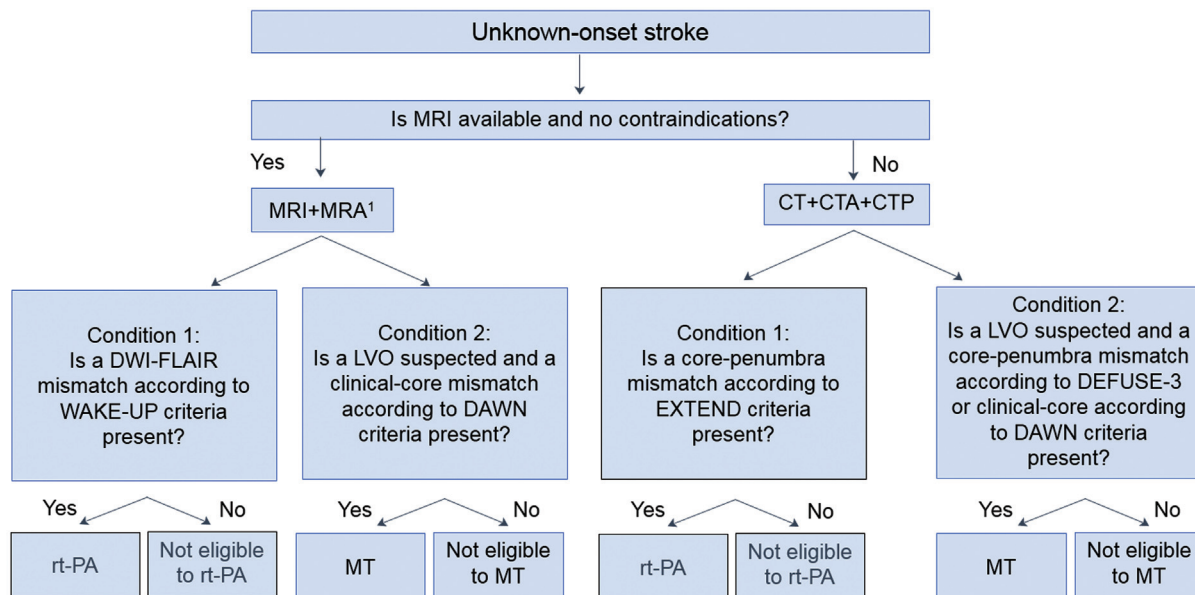 Unknown-onset stroke
Is MRI available and no contraindications?
Yes
No
MRI+MRA¹
CT+CTA+CTP
Condition 1:
Is a DWI-FLAIR
mismatch according to
WAKE-UP criteria
present?
Condition 2:
Is a LVO suspected and a
clinical-core mismatch
according to DAWN
criteria present?
Condition 1:
Is a core-penumbra
mismatch according to
EXTEND criteria
present?
Condition 2:
Is a LVO suspected and a
core-penumbra mismatch
according to DEFUSE-3
or clinical-core according
to DAWN criteria
present?
Yes
No
Yes
No
Yes
No
Yes
No
rt-PA
Not eligible
to rt-PA
MT
Not eligible
to MT
rt-PA
Not eligible
to rt-PA
MT
Not eligible
to MT